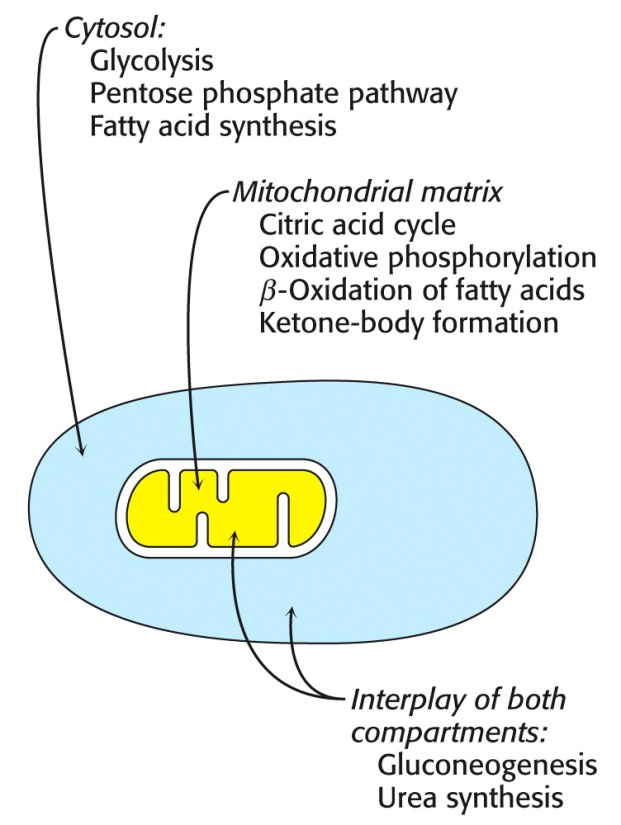 Cytosol:
Glycolysis
Pentose phosphate pathway
Fatty acid synthesis
Mitochondrial matrix
Citric acid cycle
Oxidative phosphorylation
β-Oxidation of fatty acids
Ketone-body formation
Interplay of both
compartments:
Gluconeogenesis
Urea synthesis